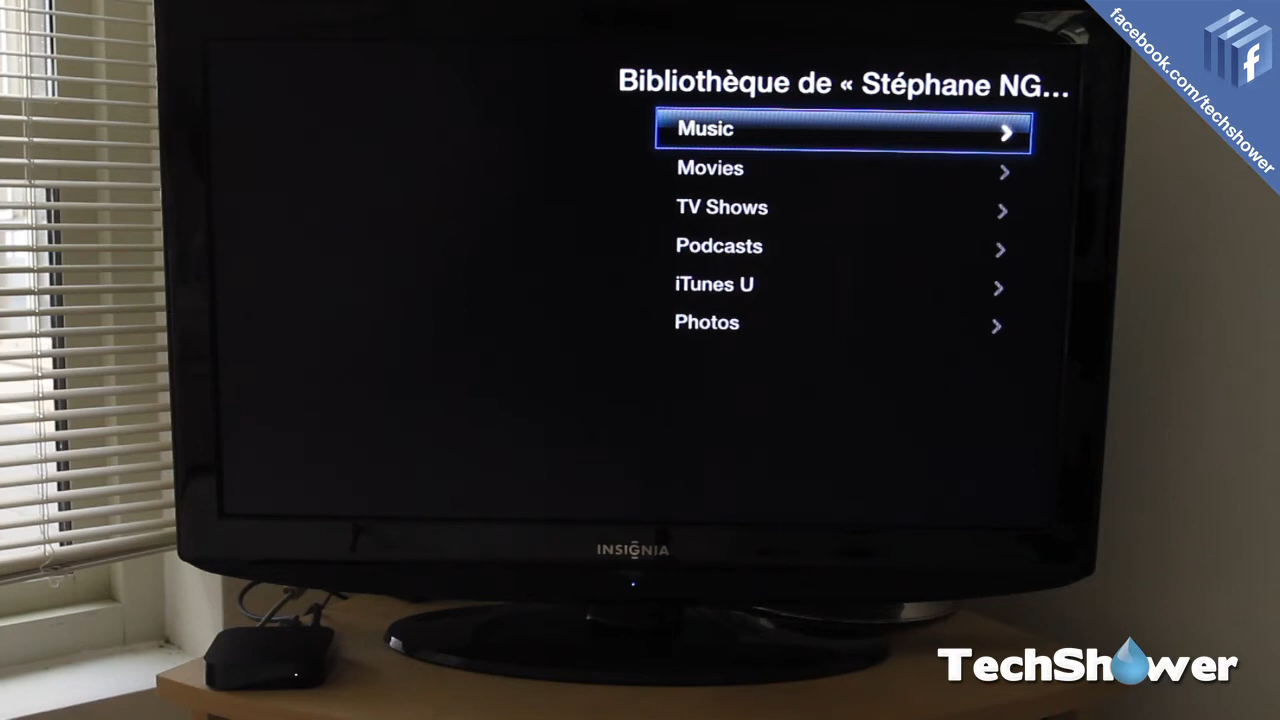 facebook.com/techshower
f
Bibliothèque de « Stéphane NG...
Music
Movies
TV Shows
Podcasts
iTunes U
Photos
INSIGNIA
TechShower